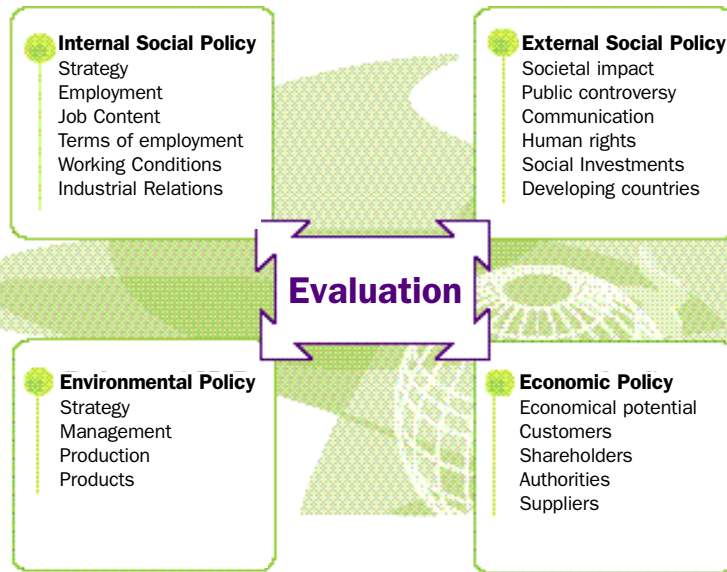 Internal Social Policy
Strategy
Employment
Job Content
Terms of employment
Working Conditions
Industrial Relations
External Social Policy
Societal impact
Public controversy
Communication
Human rights
Social Investments
Developing countries
Evaluation
Environmental Policy
Strategy
Management
Production
Products
Economic Policy
Economical potential
Customers
Shareholders
Authorities
Suppliers